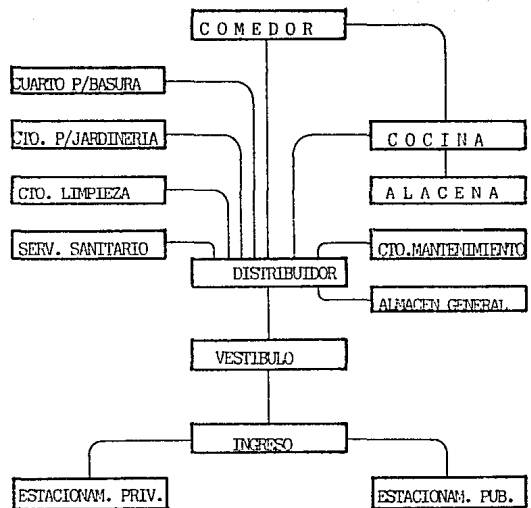 COMEDOR
CUARTO P/BASURA
CTO. P/JARDINERIA
COCINA
CTO. LIMPIEZA
ALACENA
SERV. SANITARIO
CTO.MANTENIMIENTO
DISTRIBUIDOR
ALMACEN GENERAL
VESTIBULO
INGRESO
ESTACIONAM. PRIV.
ESTACIONAM. PUB.